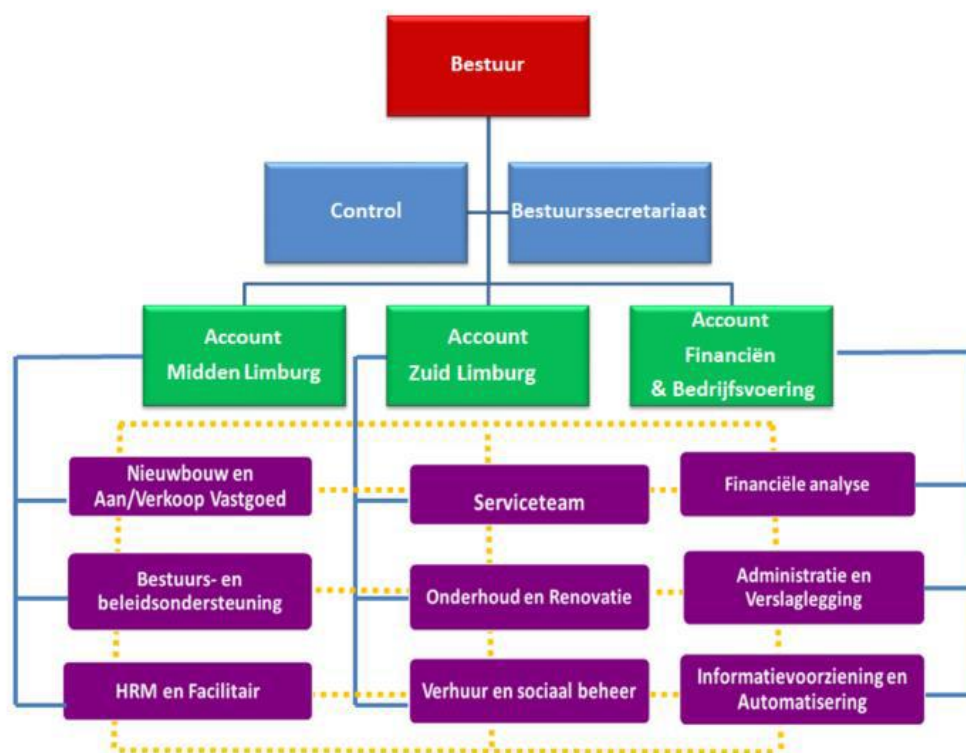 Bestuur
Control
Bestuurssecretariaat
Account
Midden Limburg
Account
Zuid Limburg
Account
Financiën
& Bedrijfsvoering
Nieuwbouw en
Aan/Verkoop Vastgoed
Serviceteam
Financiële analyse
Bestuurs- en
beleidsondersteuning
Onderhoud en Renovatie
Administratie en
Verslaglegging
HRM en Facilitair
Verhuur en sociaal beheer
Informatievoorziening en
Automatisering